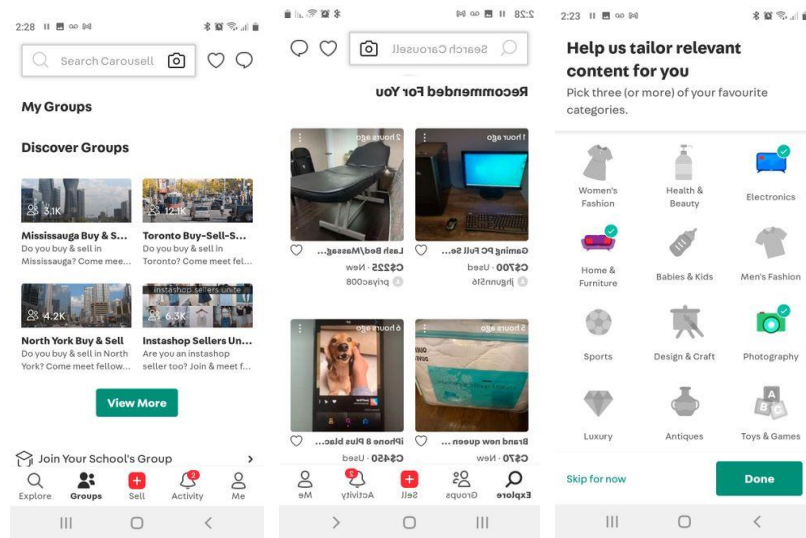 2:28
Search Carousell
My Groups
Discover Groups
3.1K
12.1K
Mississauga Buy & S...
Toronto Buy-Sell-S...
Do you buy & sell in
Mississauga? Come mee...
Do you buy & sell in
Toronto? Come meet fel...
instashop sellers unite
4.2K
6.3K
North York Buy & Sell
Instashop Sellers Un...
Do you buy & sell in North
York? Come meet fellow...
Are you an instashop
seller too? Join & meet f...
View More
Join Your School's Group
2
Explore
Groups
Sell
Activity
Me
2:28
Search Carousell
Recommended For You
1 hour ago
2 hours ago
Gaming PC Full Se...
C$700 · Used
jhgunn516
Lash Bed/Massag...
C$225 · New
priyac008
5 hours ago
6 hours ago
Brand new queen ...
C$70 · New
iPhone 8 Plus blac...
C$450 · Used
2
Explore
Groups
Sell
Activity
Me
2:23
Help us tailor relevant
content for you
Pick three (or more) of your favourite
categories.
Women's
Fashion
Health &
Beauty
Electronics
Home &
Furniture
Babies & Kids
Men's Fashion
Sports
Design & Craft
Photography
Luxury
Antiques
A
B
C
Toys & Games
Skip for now
Done